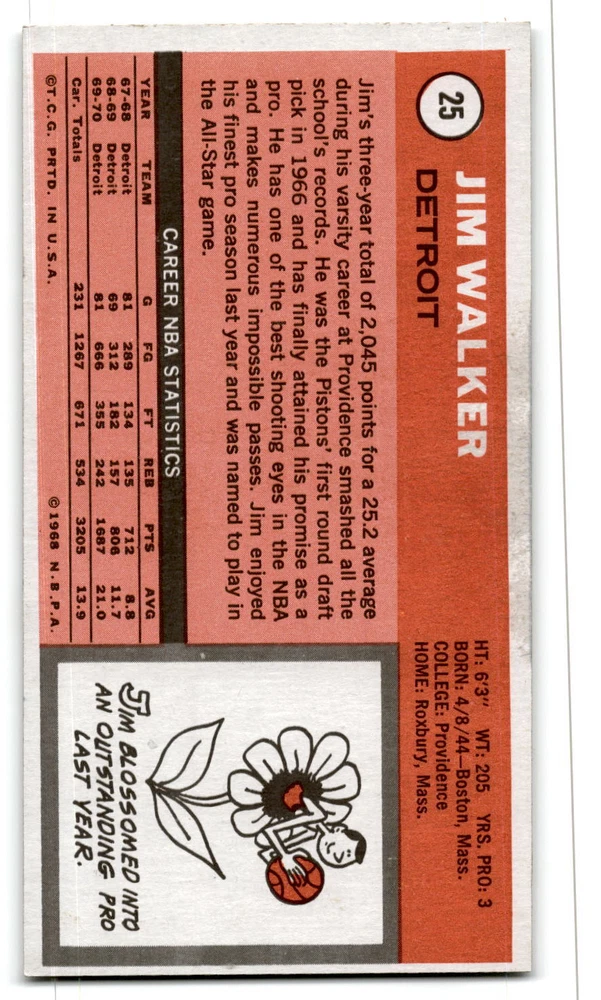 25
JIM WALKER
DETROIT
HT: 6'3" WT: 205 YRS. PRO: 3
BORN: 4/8/44—Boston, Mass.
COLLEGE: Providence
HOME: Roxbury, Mass.
Jim's three-year total of 2,045 points for a 25.2 average
during his varsity career at Providence smashed all the
school's records. He was the Pistons' first round draft
pick in 1966 and has finally attained his promise as a
pro. He has one of the best shooting eyes in the NBA
and makes numerous impossible passes. Jim enjoyed
his finest pro season last year and was named to play in
the All-Star game.
CAREER NBA STATISTICS
YEAR TEAM G FG FT REB PTS AVG
67-68 Detroit 81 289 134 135 712 8.8
68-69 Detroit 69 312 182 157 806 11.7
69-70 Detroit 81 666 355 242 1687 21.0
Car. Totals 231 1267 671 534 3205 13.9
©T.C.G. PRTD. IN U.S.A. ©1968 N.B.P.A.
JIM BLOSSOMED INTO
AN OUTSTANDING PRO
LAST YEAR.